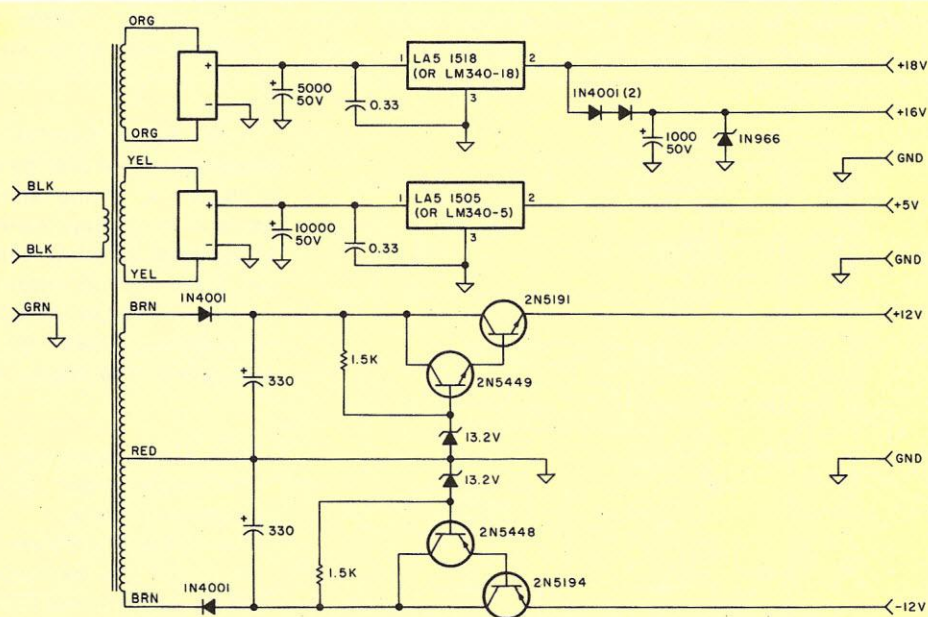 ORG
+
-
ORG
+
5000
50V
0.33
1
LA5 1518
(OR LM340-18)
2
3
+18V
1N4001(2)
+
1000
50V
1N966
+16V
GND
BLK
BLK
GRN
YEL
+
-
YEL
+
10000
50V
0.33
1
LA5 1505
(OR LM340-5)
2
3
+5V
GND
BRN
1N4001
2N5191
+12V
+
330
1.5K
2N5449
13.2V
RED
GND
13.2V
+
330
1.5K
2N5448
2N5194
BRN
1N4001
-12V